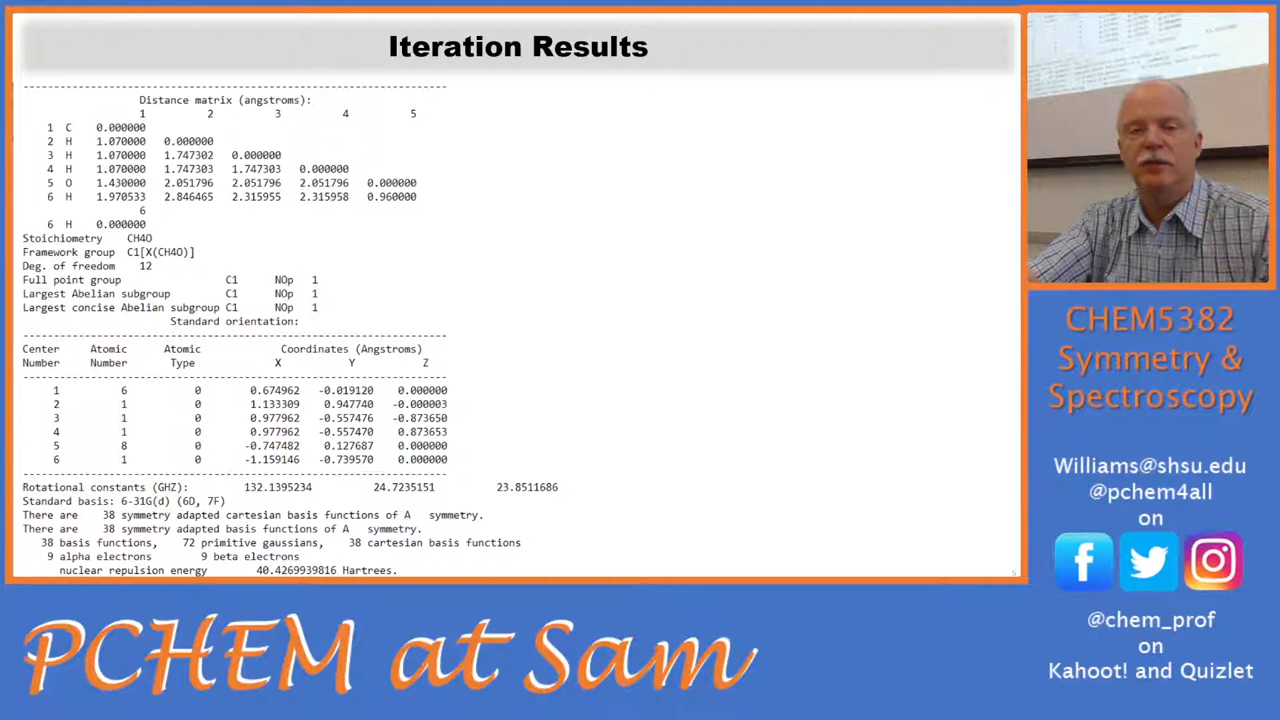 Iteration Results
--------------------------------------------------------------
Distance matrix (angstroms):
1 2 3 4 5
1 C 0.000000
2 H 1.070000 0.000000
3 H 1.070000 1.747302 0.000000
4 H 1.070000 1.747303 1.747303 0.000000
5 O 1.430000 2.051796 2.051796 2.051796 0.000000
6 H 1.970533 2.846465 2.315955 2.315958 0.960000
6
6 H 0.000000
Stoichiometry CH4O
Framework group C1[X(CH4O)]
Deg. of freedom 12
Full point group C1 NOp 1
Largest Abelian subgroup C1 NOp 1
Largest concise Abelian subgroup C1 NOp 1
Standard orientation:
--------------------------------------------------------------
Center Atomic Atomic Coordinates (Angstroms)
Number Number Type X Y Z
--------------------------------------------------------------
1 6 0 0.674962 -0.019120 0.000000
2 1 0 1.133309 0.947740 -0.000003
3 1 0 0.977962 -0.557476 -0.873650
4 1 0 0.977962 -0.557470 0.873653
5 8 0 -0.747482 0.127687 0.000000
6 1 0 -1.159146 -0.739570 0.000000
--------------------------------------------------------------
Rotational constants (GHZ): 132.1395234 24.7235151 23.8511686
Standard basis: 6-31G(d) (6D, 7F)
There are 38 symmetry adapted cartesian basis functions of A symmetry.
There are 38 symmetry adapted basis functions of A symmetry.
38 basis functions, 72 primitive gaussians, 38 cartesian basis functions
9 alpha electrons 9 beta electrons
nuclear repulsion energy 40.4269939816 Hartrees.
CHEM5382
Symmetry &
Spectroscopy
Williams@shsu.edu
@pchem4all
on
@chem_prof
on
Kahoot! and Quizlet
PCHEM at Sam